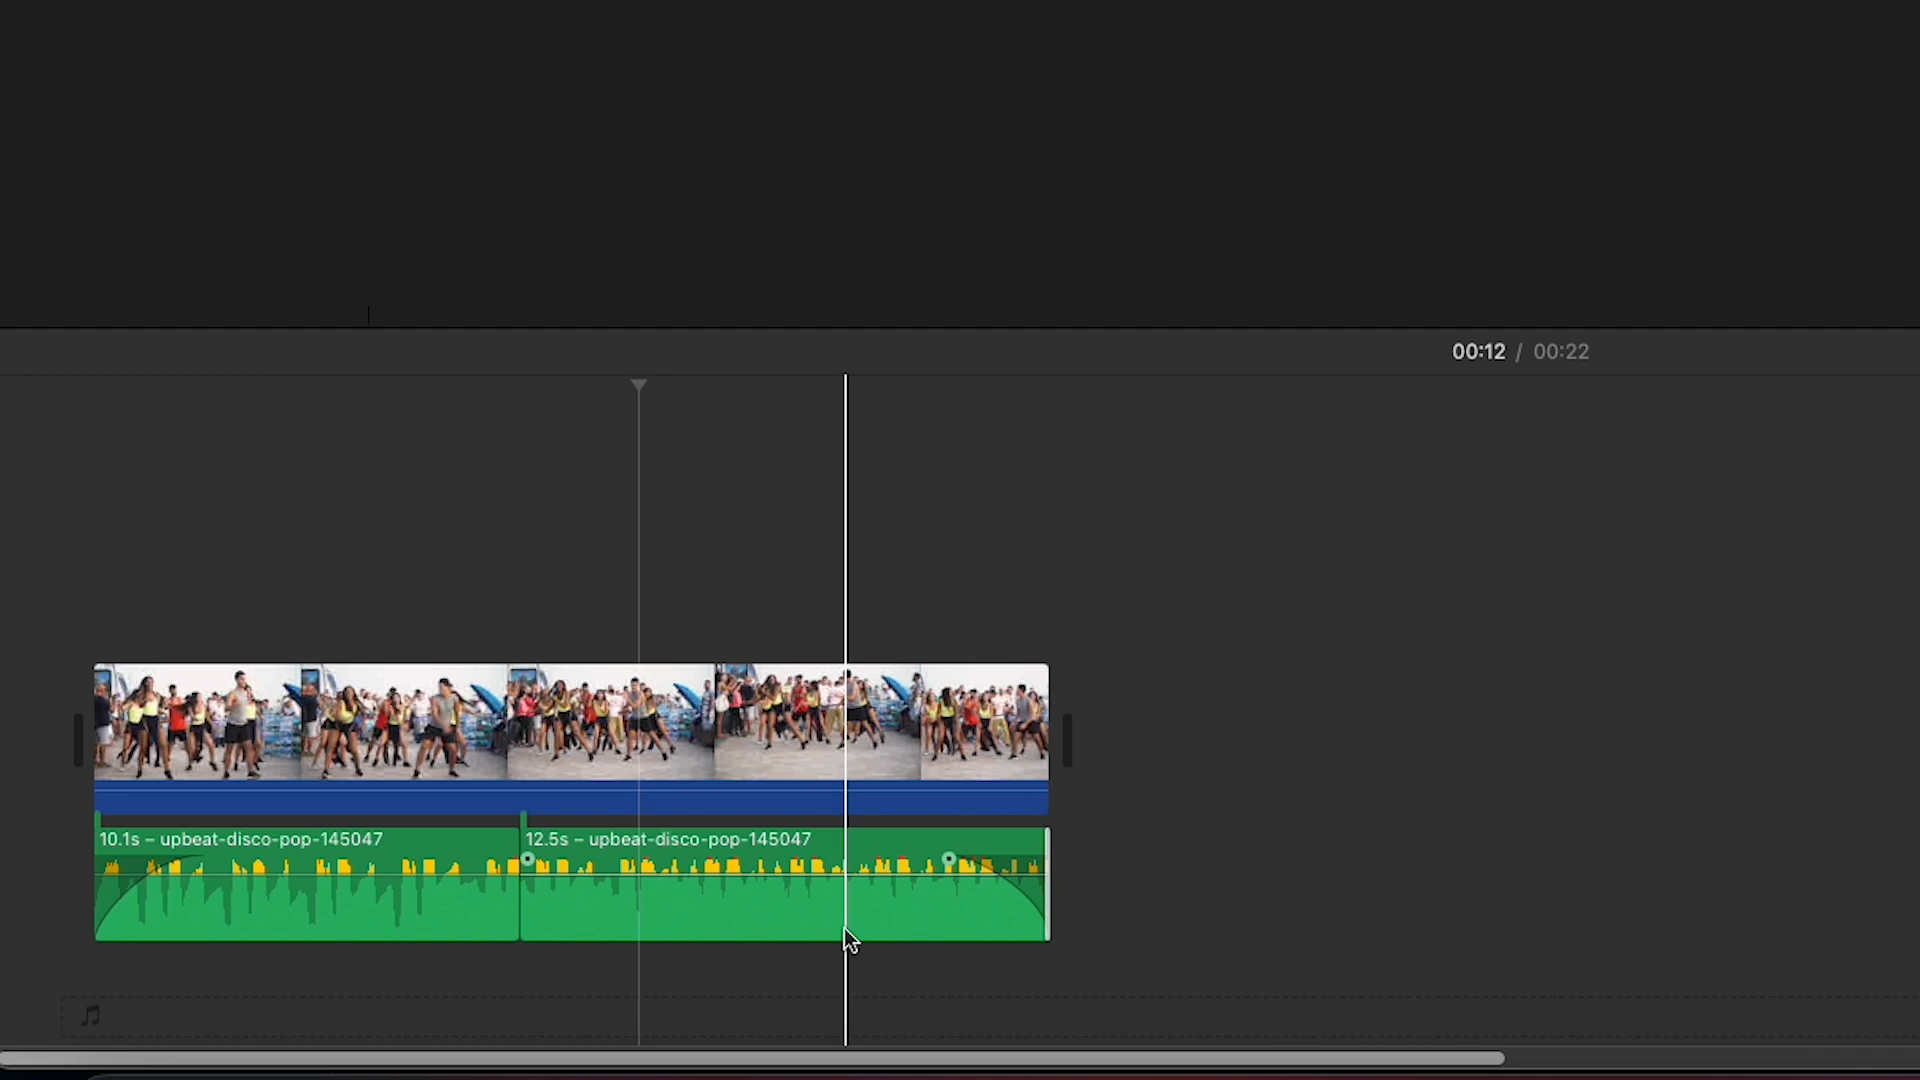 00:12 / 00:22
10.1s – upbeat-disco-pop-145047
12.5s – upbeat-disco-pop-145047